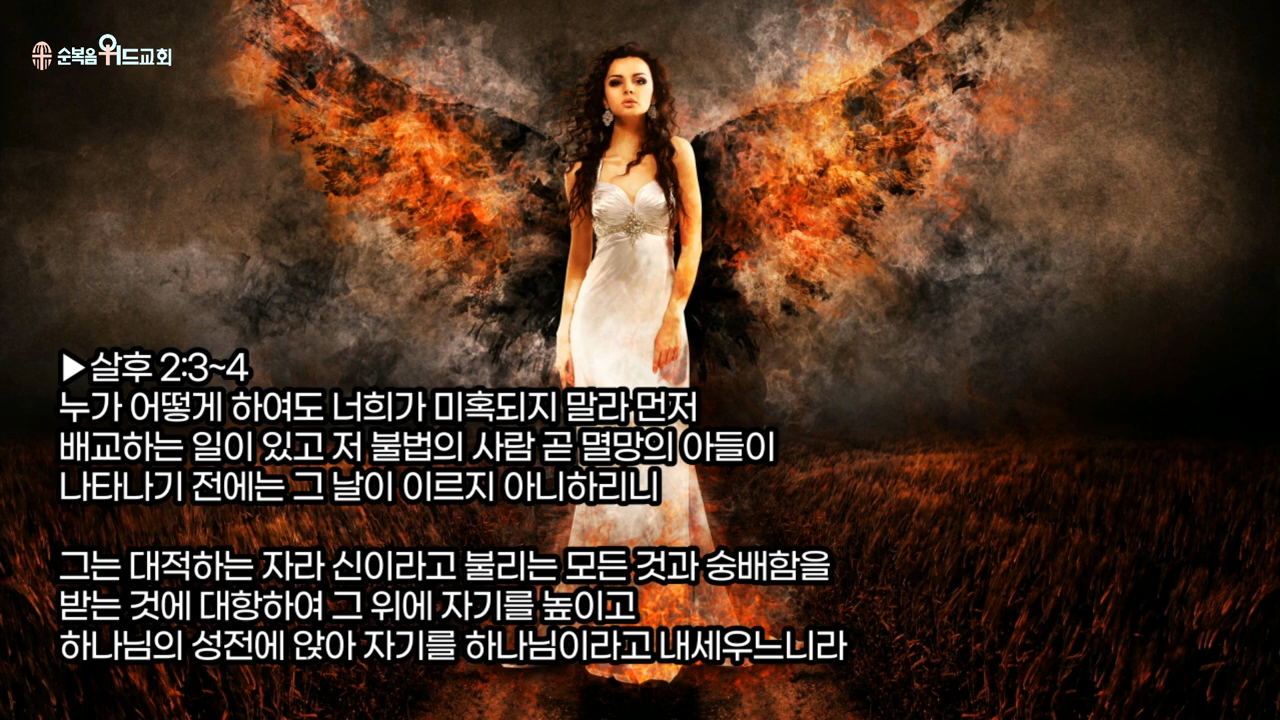 순복음위드교회
▶살후 2:3~4
누가 어떻게 하여도 너희가 미혹되지 말라 먼저
배교하는 일이 있고 저 불법의 사람 곧 멸망의 아들이
나타나기 전에는 그 날이 이르지 아니하리니
그는 대적하는 자라 신이라고 불리는 모든 것과 숭배함을
받는 것에 대항하여 그 위에 자기를 높이고
하나님의 성전에 앉아 자기를 하나님이라고 내세우느니라